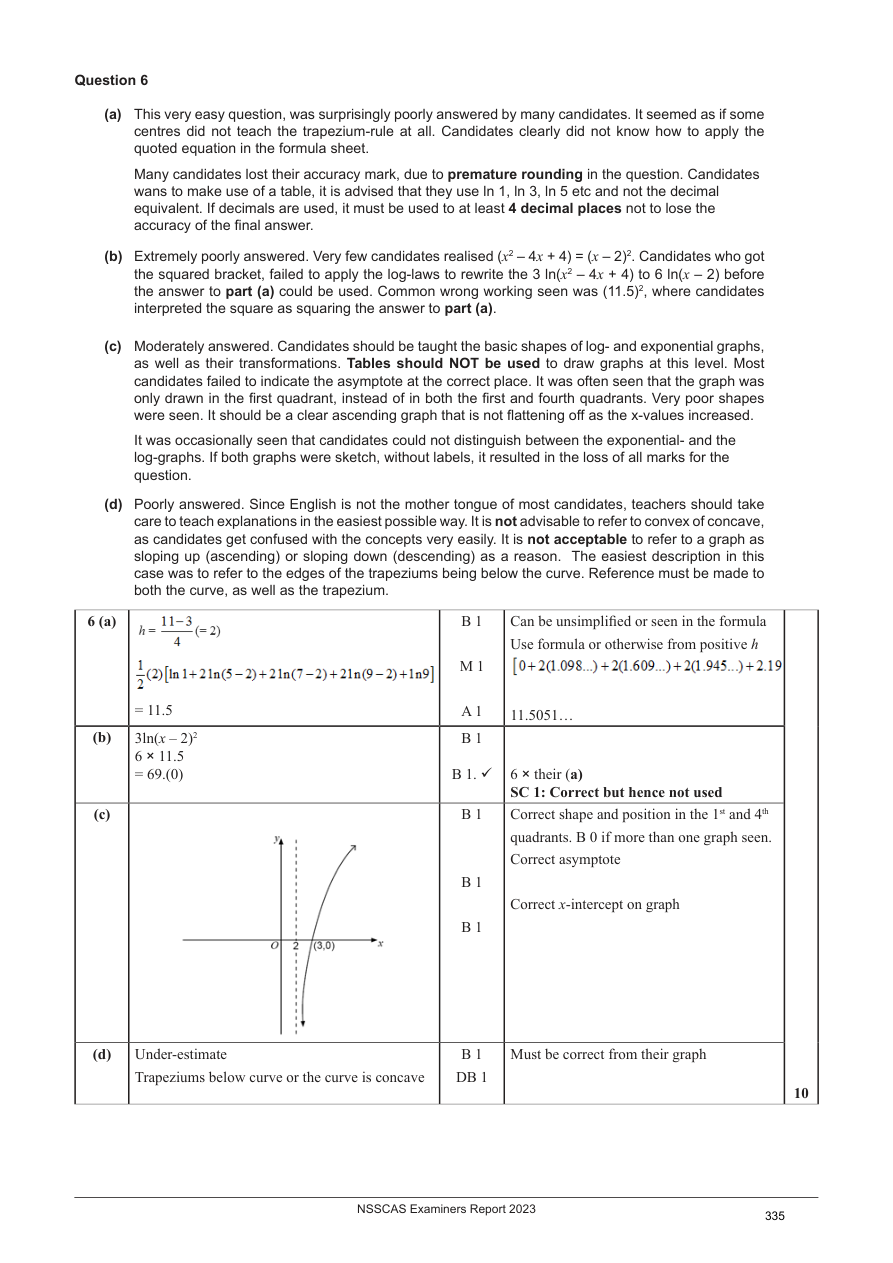 Question 6
(a) This very easy question, was surprisingly poorly answered by many candidates. It seemed as if some
centres did not teach the trapezium-rule at all. Candidates clearly did not know how to apply the
quoted equation in the formula sheet.
Many candidates lost their accuracy mark, due to premature rounding in the question. Candidates
wans to make use of a table, it is advised that they use ln 1, ln 3, ln 5 etc and not the decimal
equivalent. If decimals are used, it must be used to at least 4 decimal places not to lose the
accuracy of the final answer.
(b) Extremely poorly answered. Very few candidates realised (x² – 4x + 4) = (x – 2)². Candidates who got
the squared bracket, failed to apply the log-laws to rewrite the 3 ln(x² – 4x + 4) to 6 ln(x – 2) before
the answer to part (a) could be used. Common wrong working seen was (11.5)², where candidates
interpreted the square as squaring the answer to part (a).
(c) Moderately answered. Candidates should be taught the basic shapes of log- and exponential graphs,
as well as their transformations. Tables should NOT be used to draw graphs at this level. Most
candidates failed to indicate the asymptote at the correct place. It was often seen that the graph was
only drawn in the first quadrant, instead of in both the first and fourth quadrants. Very poor shapes
were seen. It should be a clear ascending graph that is not flattening off as the x-values increased.
It was occasionally seen that candidates could not distinguish between the exponential- and the
log-graphs. If both graphs were sketch, without labels, it resulted in the loss of all marks for the
question.
(d) Poorly answered. Since English is not the mother tongue of most candidates, teachers should take
care to teach explanations in the easiest possible way. It is not advisable to refer to convex of concave,
as candidates get confused with the concepts very easily. It is not acceptable to refer to a graph as
sloping up (ascending) or sloping down (descending) as a reason. The easiest description in this
case was to refer to the edges of the trapeziums being below the curve. Reference must be made to
both the curve, as well as the trapezium.
6 (a) h = (11−3)/4 (= 2) B 1 Can be unsimplified or seen in the formula
Use formula or otherwise from positive h
1/2 (2)[ln 1+2ln(5−2)+2ln(7−2)+2ln(9−2)+ln9] M 1 [0+2(1.098...)+2(1.609...)+2(1.945...)+2.19
= 11.5 A 1 11.5051…
(b) 3ln(x – 2)² B 1
6 × 11.5
= 69.(0) B 1. ✓ 6 × their (a)
SC 1: Correct but hence not used
(c) B 1 Correct shape and position in the 1st and 4th
quadrants. B 0 if more than one graph seen.
Correct asymptote
B 1
Correct x-intercept on graph
B 1
y
O 2 (3,0) x
(d) Under-estimate B 1 Must be correct from their graph
Trapeziums below curve or the curve is concave DB 1
10
NSSCAS Examiners Report 2023
335